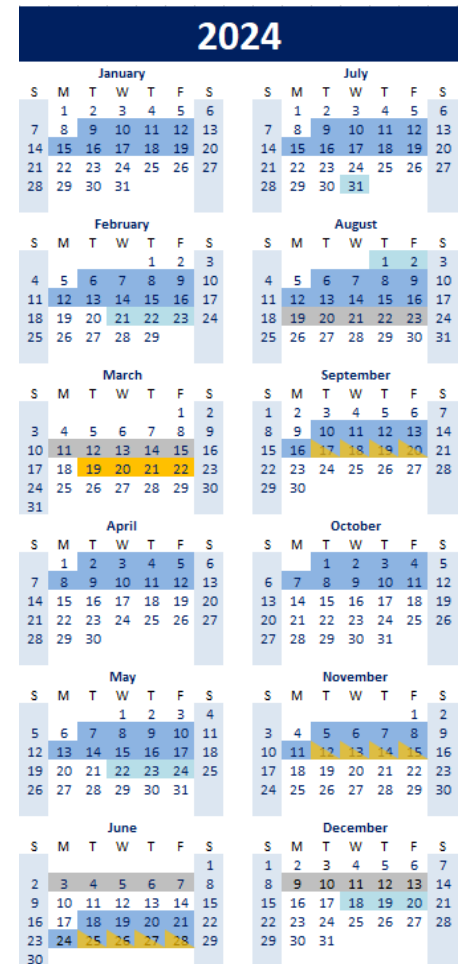 2024
January
S M T W T F S
1 2 3 4 5 6
7 8 9 10 11 12 13
14 15 16 17 18 19 20
21 22 23 24 25 26 27
28 29 30 31
February
S M T W T F S
1 2 3
4 5 6 7 8 9 10
11 12 13 14 15 16 17
18 19 20 21 22 23 24
25 26 27 28 29
March
S M T W T F S
1 2
3 4 5 6 7 8 9
10 11 12 13 14 15 16
17 18 19 20 21 22 23
24 25 26 27 28 29 30
31
April
S M T W T F S
1 2 3 4 5 6
7 8 9 10 11 12 13
14 15 16 17 18 19 20
21 22 23 24 25 26 27
28 29 30
May
S M T W T F S
1 2 3 4
5 6 7 8 9 10 11
12 13 14 15 16 17 18
19 20 21 22 23 24 25
26 27 28 29 30 31
June
S M T W T F S
1
2 3 4 5 6 7 8
9 10 11 12 13 14 15
16 17 18 19 20 21 22
23 24 25 26 27 28 29
30
July
S M T W T F S
1 2 3 4 5 6
7 8 9 10 11 12 13
14 15 16 17 18 19 20
21 22 23 24 25 26 27
28 29 30 31
August
S M T W T F S
1 2 3
4 5 6 7 8 9 10
11 12 13 14 15 16 17
18 19 20 21 22 23 24
25 26 27 28 29 30 31
September
S M T W T F S
1 2 3 4 5 6 7
8 9 10 11 12 13 14
15 16 17 18 19 20 21
22 23 24 25 26 27 28
29 30
October
S M T W T F S
1 2 3 4 5
6 7 8 9 10 11 12
13 14 15 16 17 18 19
20 21 22 23 24 25 26
27 28 29 30 31
November
S M T W T F S
1 2
3 4 5 6 7 8 9
10 11 12 13 14 15 16
17 18 19 20 21 22 23
24 25 26 27 28 29 30
December
S M T W T F S
1 2 3 4 5 6 7
8 9 10 11 12 13 14
15 16 17 18 19 20 21
22 23 24 25 26 27 28
29 30 31